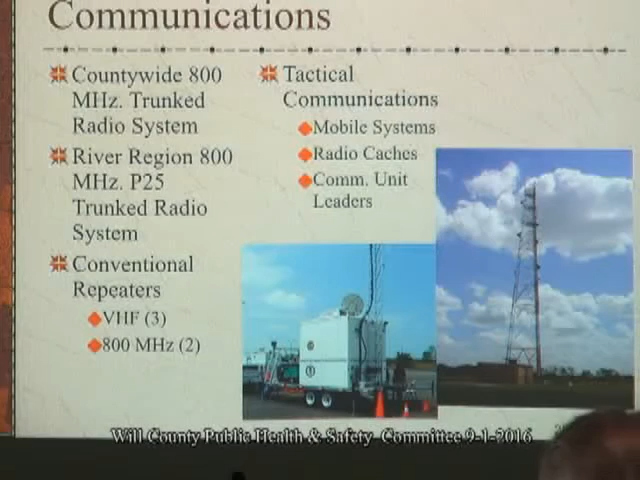 Communications
Countywide 800
MHz. Trunked
Radio System
River Region 800
MHz. P25
Trunked Radio
System
Conventional
Repeaters
VHF (3)
800 MHz (2)
Tactical
Communications
Mobile Systems
Radio Caches
Comm. Unit
Leaders
Will County Public Health & Safety Committee 9-1-2016